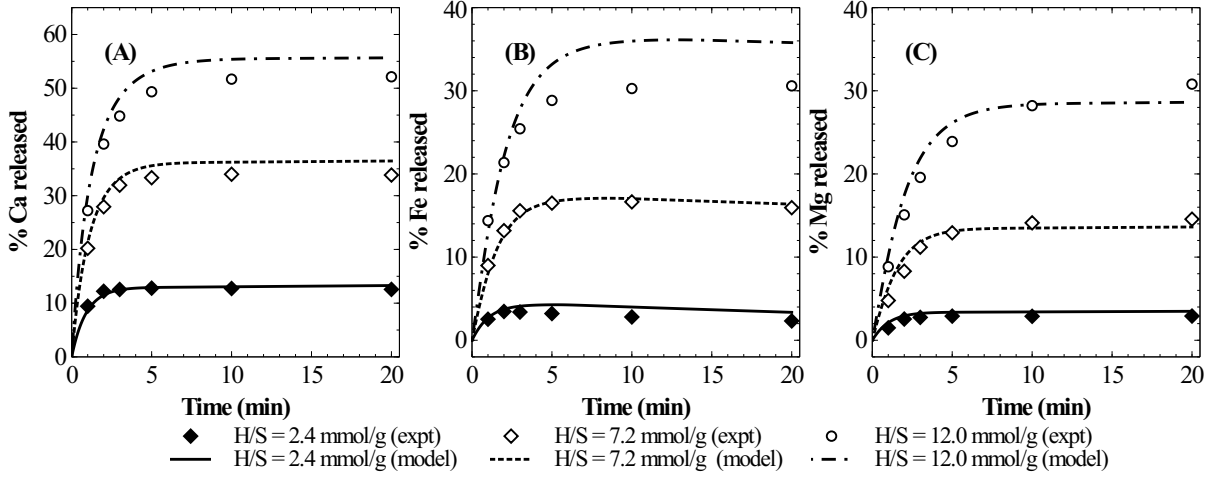 60
50
40
30
20
10
0
% Ca released
(A)
0 5 10 15 20
Time (min)
40
30
20
10
0
% Fe released
(B)
0 5 10 15 20
Time (min)
40
30
20
10
0
% Mg released
(C)
0 5 10 15 20
Time (min)
H/S = 2.4 mmol/g (expt) H/S = 7.2 mmol/g (expt) H/S = 12.0 mmol/g (expt)
H/S = 2.4 mmol/g (model) H/S = 7.2 mmol/g (model) H/S = 12.0 mmol/g (model)